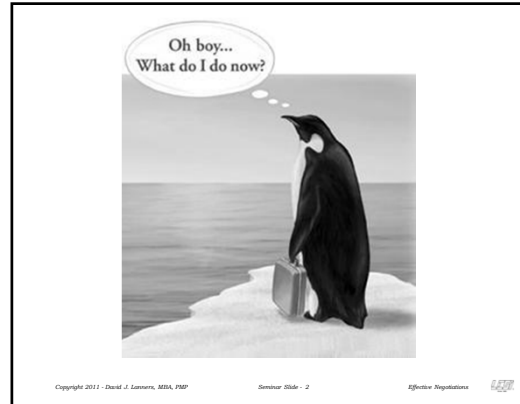 Oh boy...
What do I do now?
Copyright 2011 - David J. Lanners, MBA, PMP Seminar Slide - 2 Effective Negotiations